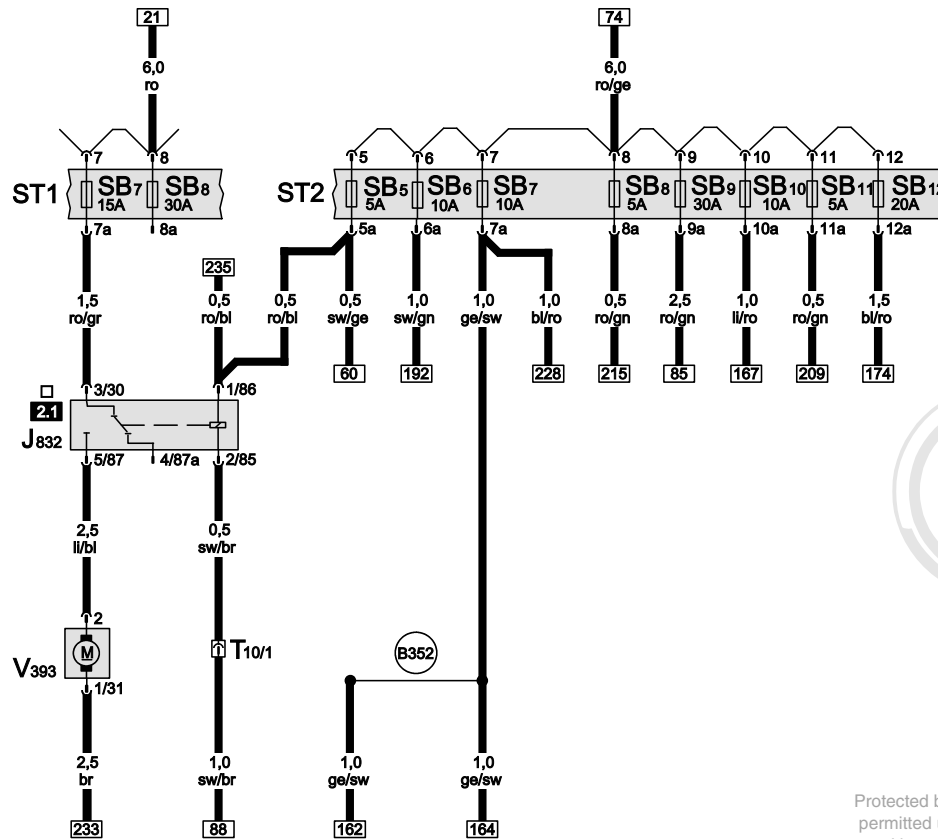 21 74
6,0 6,0
ro ro/ge
7 8 5 6 7 8 9 10 11 12
ST1 SB7 SB8 ST2 SB5 SB6 SB7 SB8 SB9 SB10 SB11 SB12
15A 30A 5A 10A 10A 5A 30A 10A 5A 20A
7a 8a 5a 6a 7a 8a 9a 10a 11a 12a
235
1,5 0,5 0,5 0,5 1,0 1,0 1,0 0,5 2,5 1,0 0,5 1,5
ro/gr ro/bl ro/bl sw/ge sw/gn ge/sw bl/ro ro/gn ro/gn li/ro ro/gn bl/ro
60 192 228 215 85 167 209 174
3/30 1/86
2.1
J832
5/87 4/87a 2/85
2,5 0,5
li/bl sw/br
2
M T10/1 B352
V393
1/31
2,5 1,0 1,0 1,0
br sw/br ge/sw ge/sw
233 88 162 164
Protected b
permitted